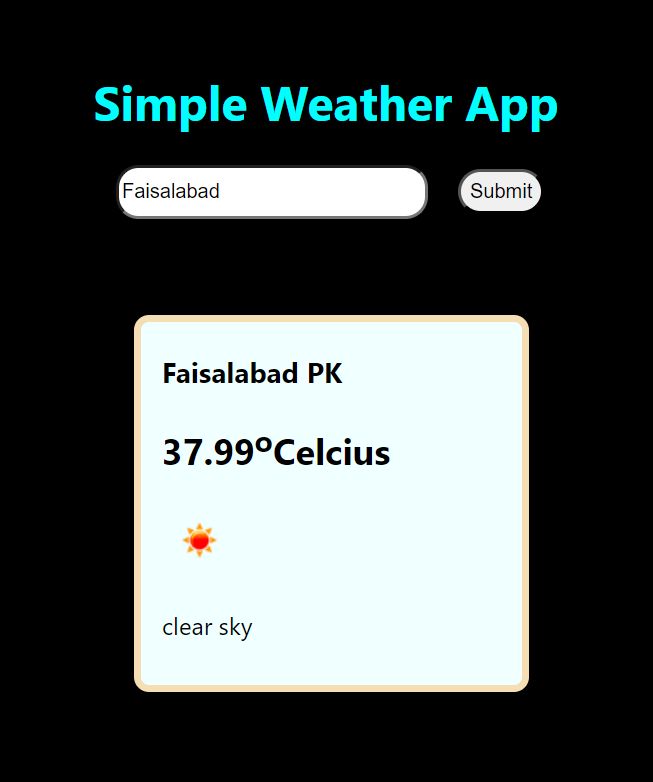 Simple Weather App
Faisalabad
Submit
Faisalabad PK
37.99ºCelcius
clear sky